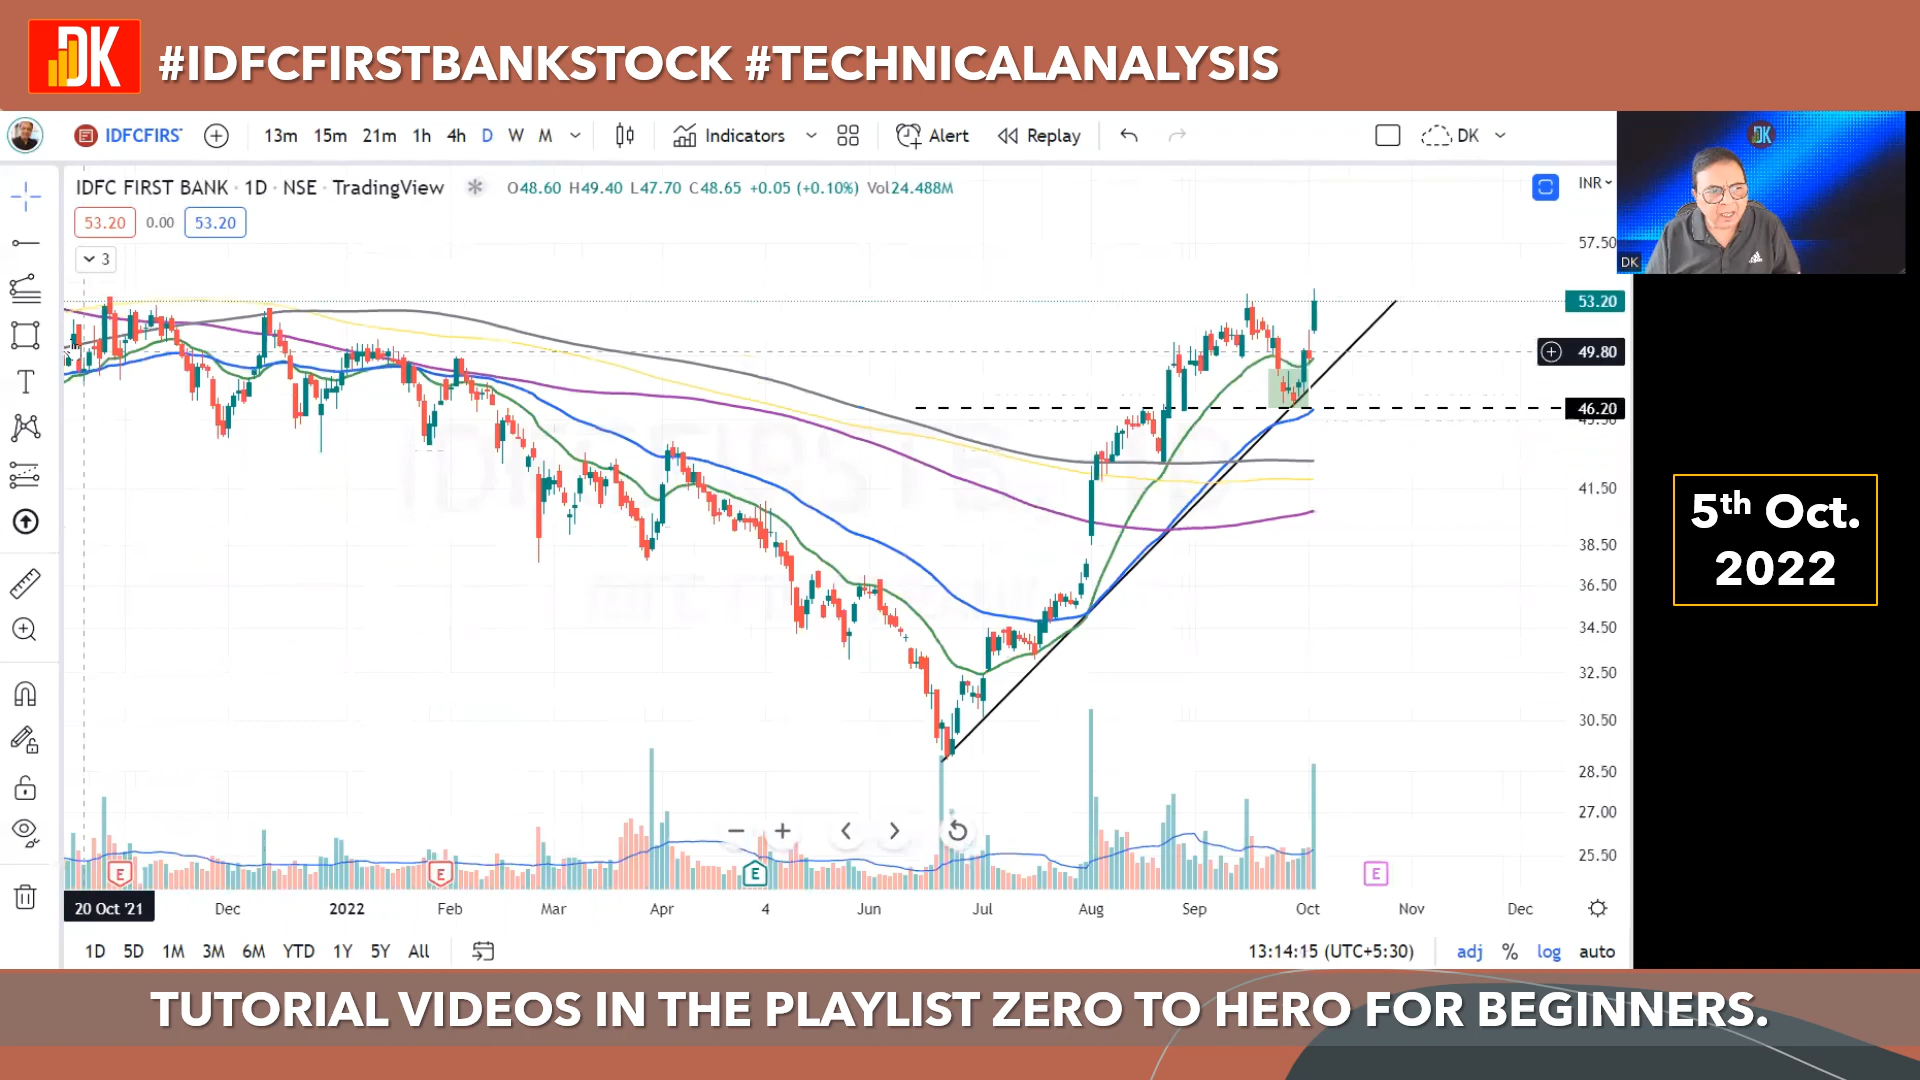 DK
#IDFCFIRSTBANKSTOCK #TECHNICALANALYSIS
IDFCFIRS
13m 15m 21m 1h 4h D W M
Indicators
Alert
Replay
DK
IDFC FIRST BANK · 1D · NSE · TradingView
O48.60 H49.40 L47.70 C48.65 +0.05 (+0.10%) Vol24.488M
INR
53.20 0.00 53.20
3
DK
DK
57.50
53.20
49.80
46.20
41.50
38.50
36.50
34.50
32.50
30.50
28.50
27.00
25.50
5th Oct.
2022
E E E E
20 Oct '21 Dec 2022 Feb Mar Apr 4 Jun Jul Aug Sep Oct Nov Dec
1D 5D 1M 3M 6M YTD 1Y 5Y All
13:14:15 (UTC+5:30) adj % log auto
TUTORIAL VIDEOS IN THE PLAYLIST ZERO TO HERO FOR BEGINNERS.